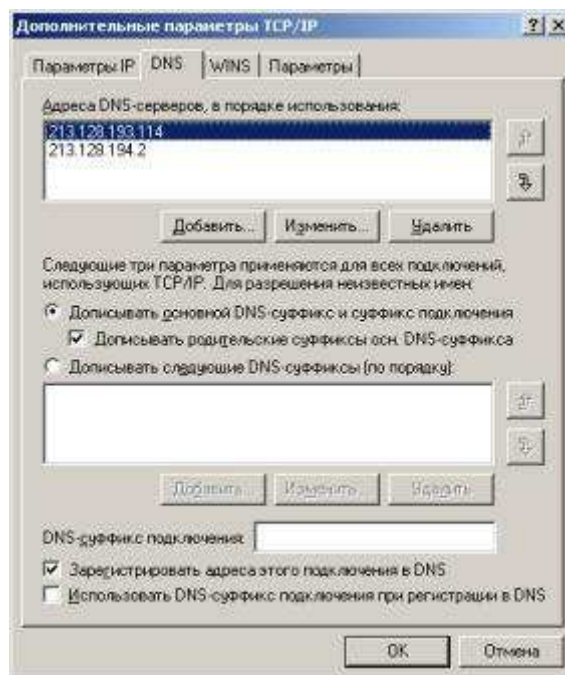 Дополнительные параметры TCP/IP
Параметры IP DNS WINS Параметры
Адреса DNS-серверов, в порядке использования:
213.128.193.114
213.129.194.2
Добавить... Изменить... Удалить
Следующие три параметра применяются для всех подключений,
использующих TCP/IP. Для разрешения неизвестных имен:
Дописывать основной DNS-суффикс и суффикс подключения
Дописывать родительские суффиксы осн. DNS-суффикса
Дописывать следующие DNS-суффиксы (по порядку):
Добавить... Изменить... Удалить
DNS-суффикс подключения:
Зарегистрировать адреса этого подключения в DNS
Использовать DNS-суффикс подключения при регистрации в DNS
OK Отмена